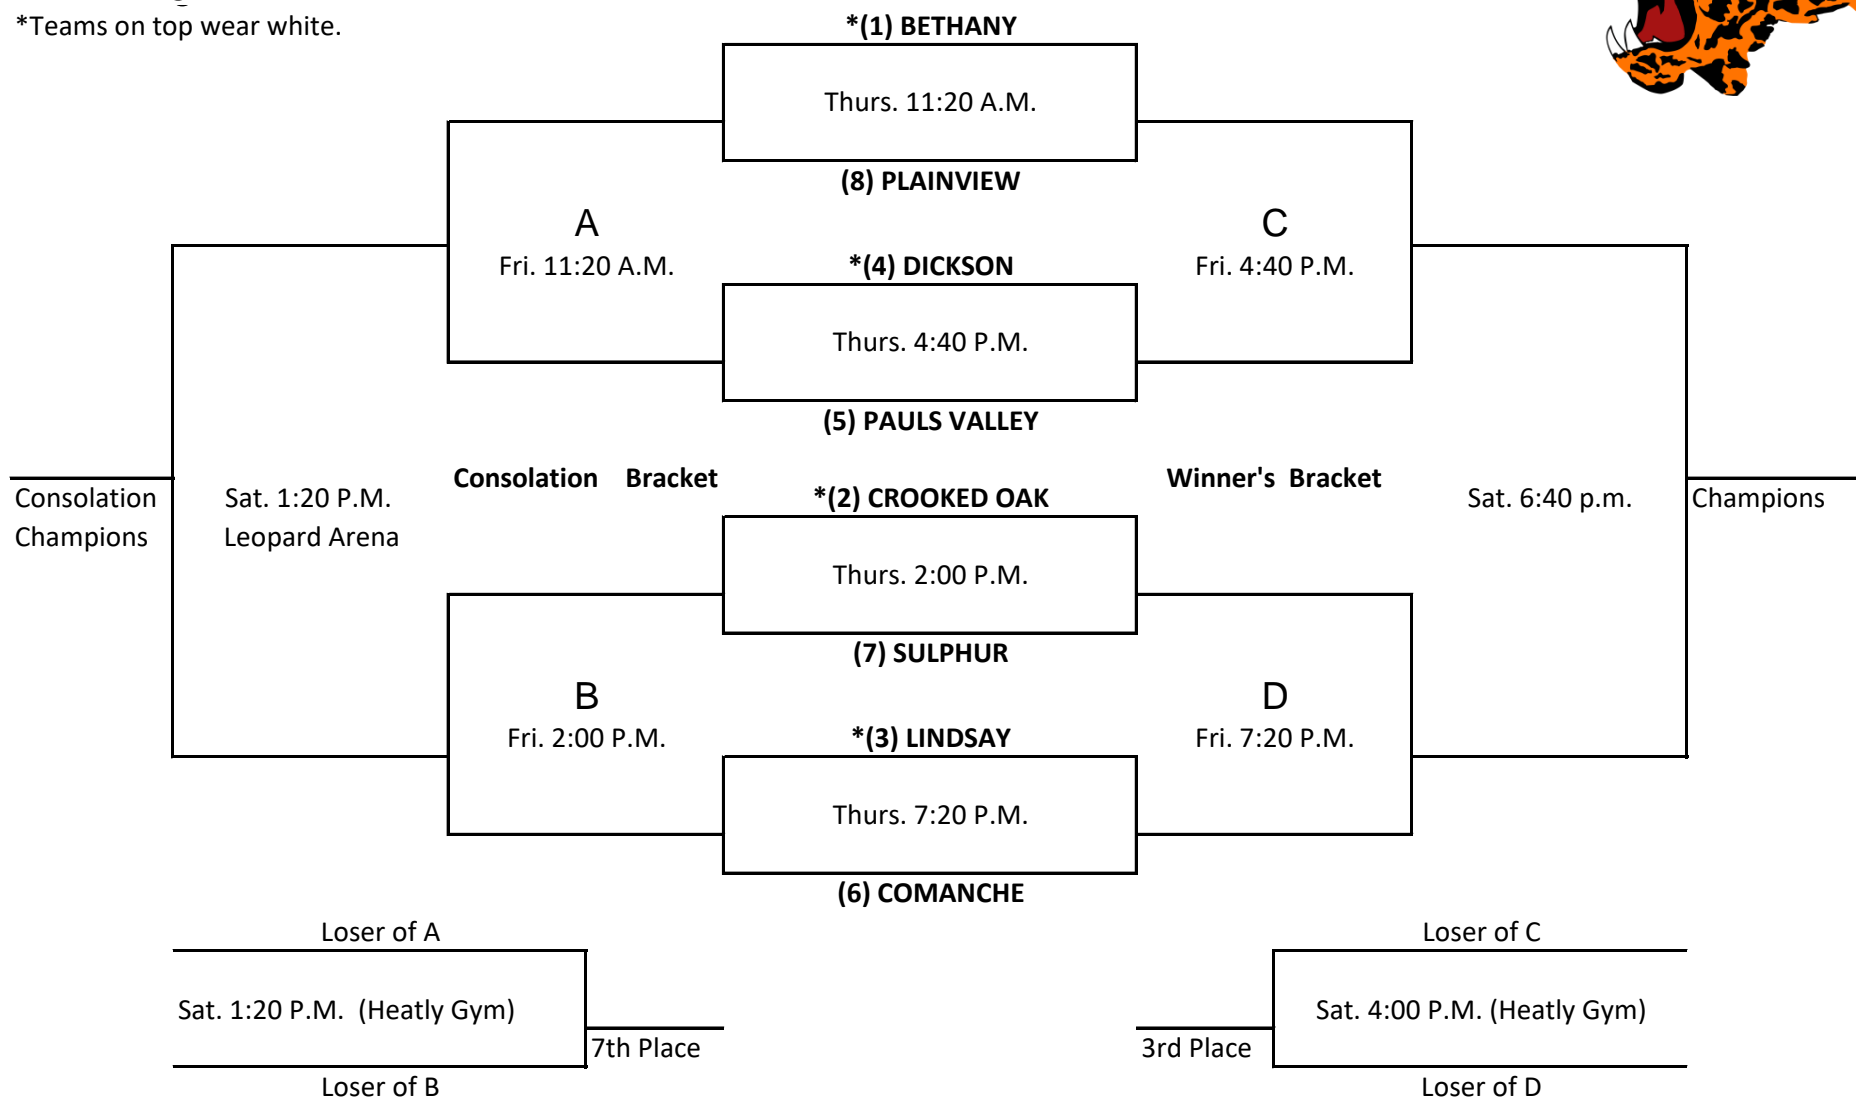 *Teams on top wear white.
*(1) BETHANY
Thurs. 11:20 A.M.
(8) PLAINVIEW
A
C
Fri. 11:20 A.M.
*(4) DICKSON
Fri. 4:40 P.M.
Thurs. 4:40 P.M.
(5) PAULS VALLEY
Consolation Bracket
Winner's Bracket
Consolation
Champions
Sat. 1:20 P.M.
Leopard Arena
*(2) CROOKED OAK
Sat. 6:40 p.m.
Champions
Thurs. 2:00 P.M.
(7) SULPHUR
B
D
Fri. 2:00 P.M.
*(3) LINDSAY
Fri. 7:20 P.M.
Thurs. 7:20 P.M.
(6) COMANCHE
Loser of A
Loser of C
Sat. 1:20 P.M. (Heatly Gym)
Sat. 4:00 P.M. (Heatly Gym)
7th Place
3rd Place
Loser of B
Loser of D